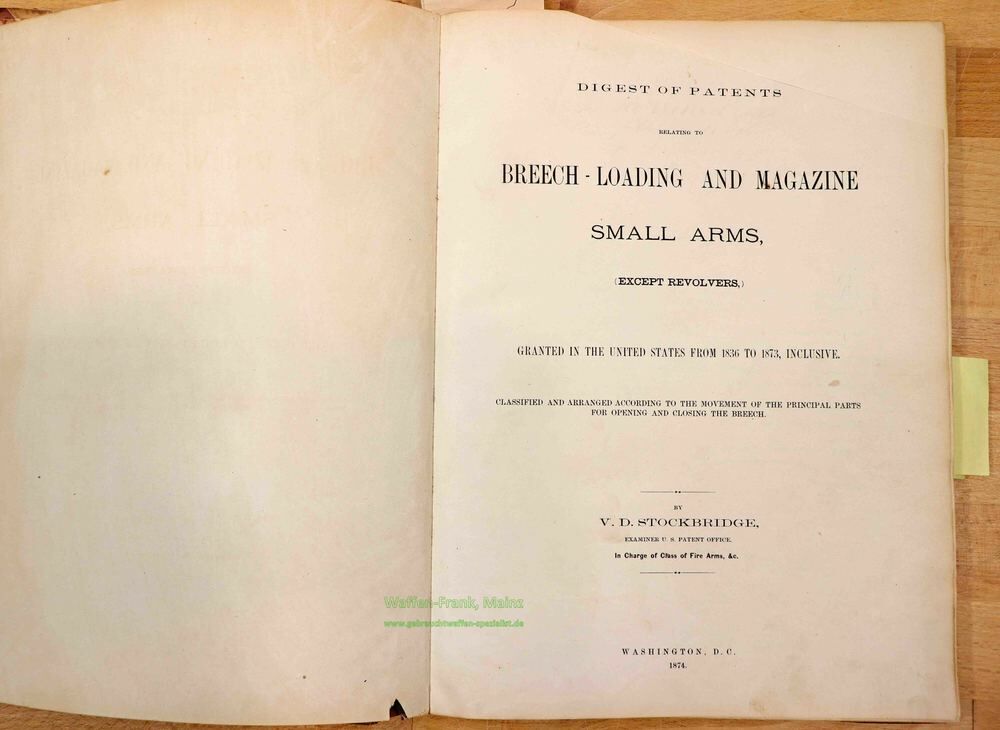 DIGEST OF PATENTS
RELATING TO
BREECH-LOADING AND MAGAZINE
SMALL ARMS,
(EXCEPT REVOLVERS,)
GRANTED IN THE UNITED STATES FROM 1836 TO 1873, INCLUSIVE.
CLASSIFIED AND ARRANGED ACCORDING TO THE MOVEMENT OF THE PRINCIPAL PARTS
FOR OPENING AND CLOSING THE BREECH.
BY
V. D. STOCKBRIDGE,
EXAMINER U. S. PATENT OFFICE.
In Charge of Class of Fire Arms, &c.
Waffen-Frank, Mainz
www.gebrauchtwaffen-spezialist.de
WASHINGTON, D. C.
1874.